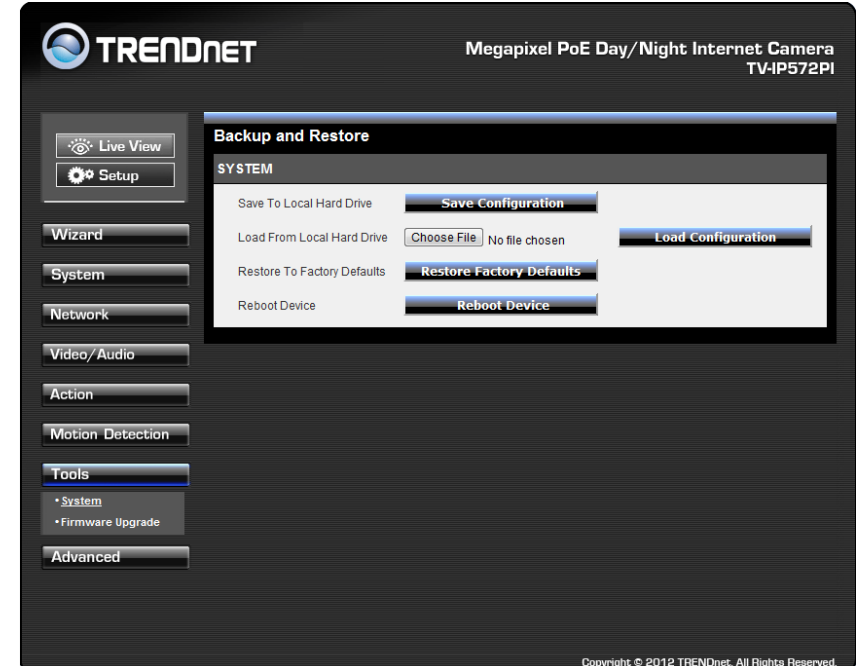 TRENDNET
Megapixel PoE Day/Night Internet Camera
TV-IP572PI
Live View
Setup
Wizard
System
Network
Video/Audio
Action
Motion Detection
Tools
•System
•Firmware Upgrade
Advanced
Backup and Restore
SYSTEM
Save To Local Hard Drive Save Configuration
Load From Local Hard Drive Choose File No file chosen Load Configuration
Restore To Factory Defaults Restore Factory Defaults
Reboot Device Reboot Device
Copyright © 2012 TRENDnet. All Rights Reserved.